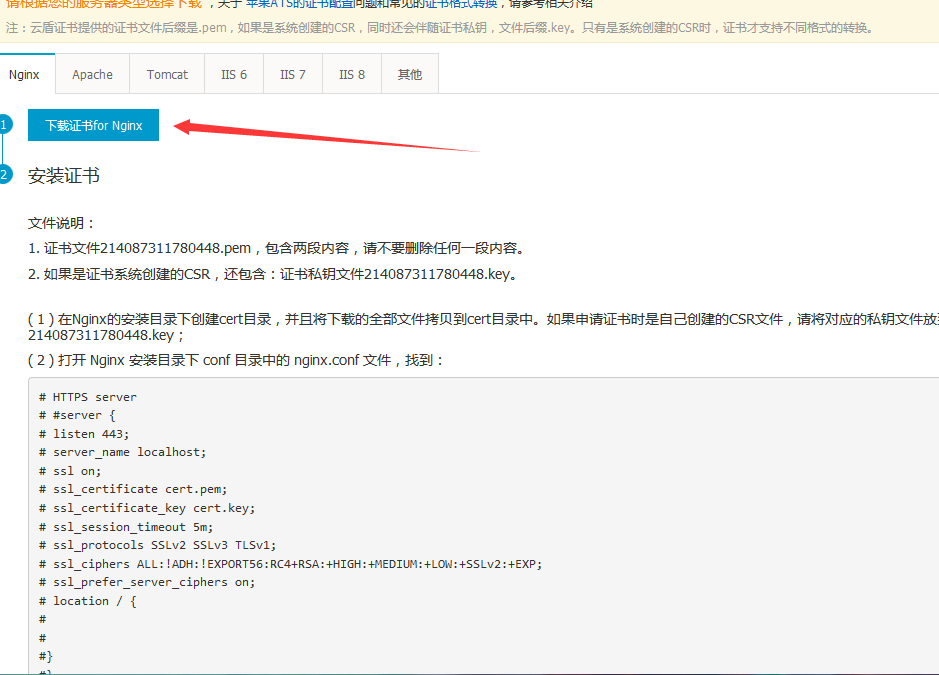 请根据您的服务器类型选择下载 ，关于 苹果ATS的证书配置问题和常见的证书格式转换，请参考相关介绍
注：云盾证书提供的证书文件后缀是.pem，如果是系统创建的CSR，同时还会伴随证书私钥，文件后缀.key。只有是系统创建的CSR时，证书才支持不同格式的转换。
Nginx Apache Tomcat IIS 6 IIS 7 IIS 8 其他
1 下载证书for Nginx
2 安装证书
文件说明：
1. 证书文件214087311780448.pem，包含两段内容，请不要删除任何一段内容。
2. 如果是证书系统创建的CSR，还包含：证书私钥文件214087311780448.key。
( 1 ) 在Nginx的安装目录下创建cert目录，并且将下载的全部文件拷贝到cert目录中。如果申请证书时是自己创建的CSR文件，请将对应的私钥文件放
214087311780448.key；
( 2 ) 打开 Nginx 安装目录下 conf 目录中的 nginx.conf 文件，找到：
# HTTPS server
# #server {
# listen 443;
# server_name localhost;
# ssl on;
# ssl_certificate cert.pem;
# ssl_certificate_key cert.key;
# ssl_session_timeout 5m;
# ssl_protocols SSLv2 SSLv3 TLSv1;
# ssl_ciphers ALL:!ADH:!EXPORT56:RC4+RSA:+HIGH:+MEDIUM:+LOW:+SSLv2:+EXP;
# ssl_prefer_server_ciphers on;
# location / {
#
#
#}